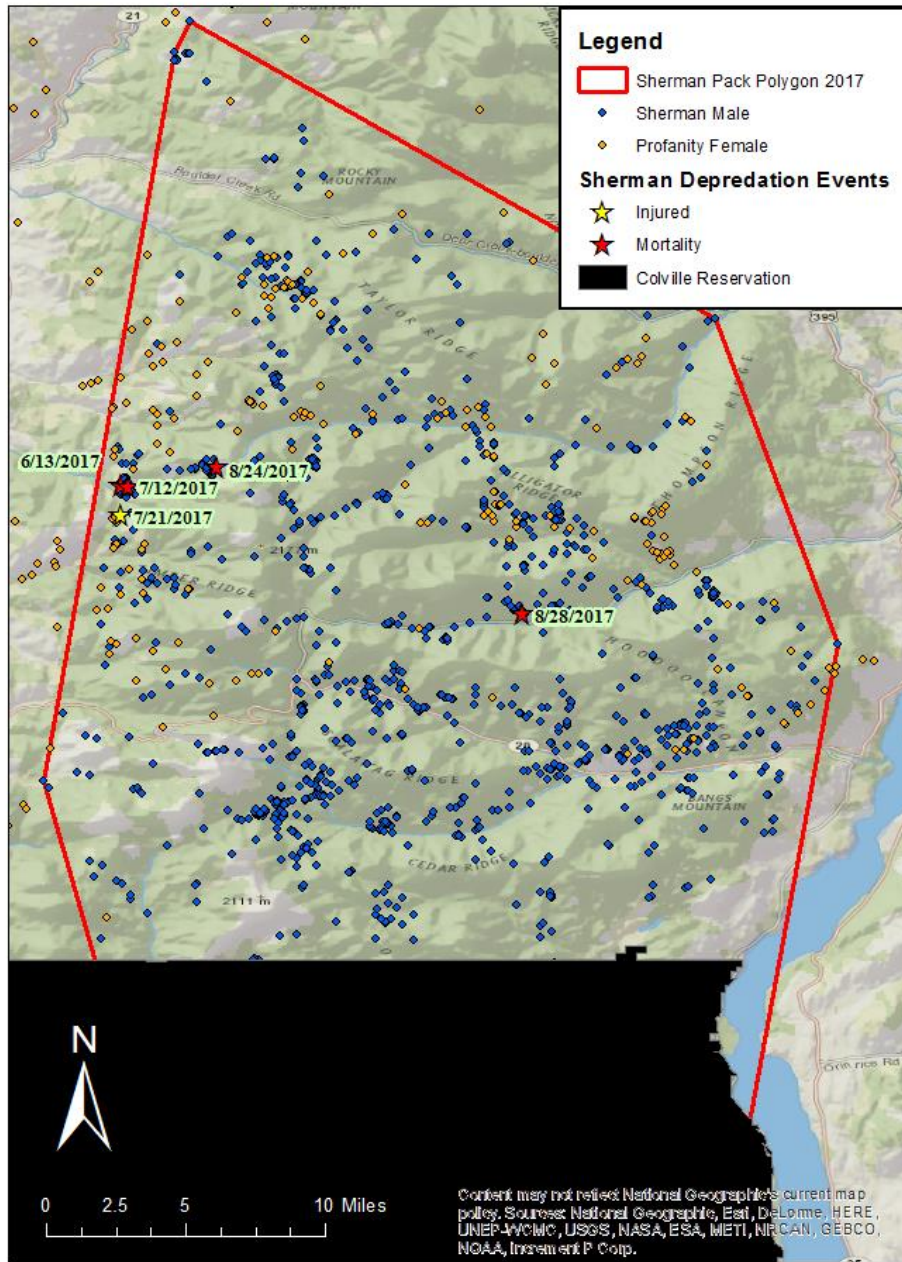 21
Legend
Sherman Pack Polygon 2017
Sherman Male
Profanity Female
Sherman Depredation Events
Injured
Mortality
Colville Reservation
ROCKY
MOUNTAIN
Boulder Creek Rd
TAYLOR RIDGE
395
THOMPSON RIDGE
6/13/2017
8/24/2017
7/12/2017
7/21/2017
RIDGE
8/28/2017
20
RIDGE
BANGS
MOUNTAIN
CEDAR RIDGE
2111 m
N
0 2.5 5 10 Miles
Content may not reflect National Geographic's current map
policy. Sources: National Geographic, Esri, DeLorme, HERE,
UNEP-WCMC, USGS, NASA, ESA, METI, NRCAN, GEBCO,
NOAA, Increment P Corp.